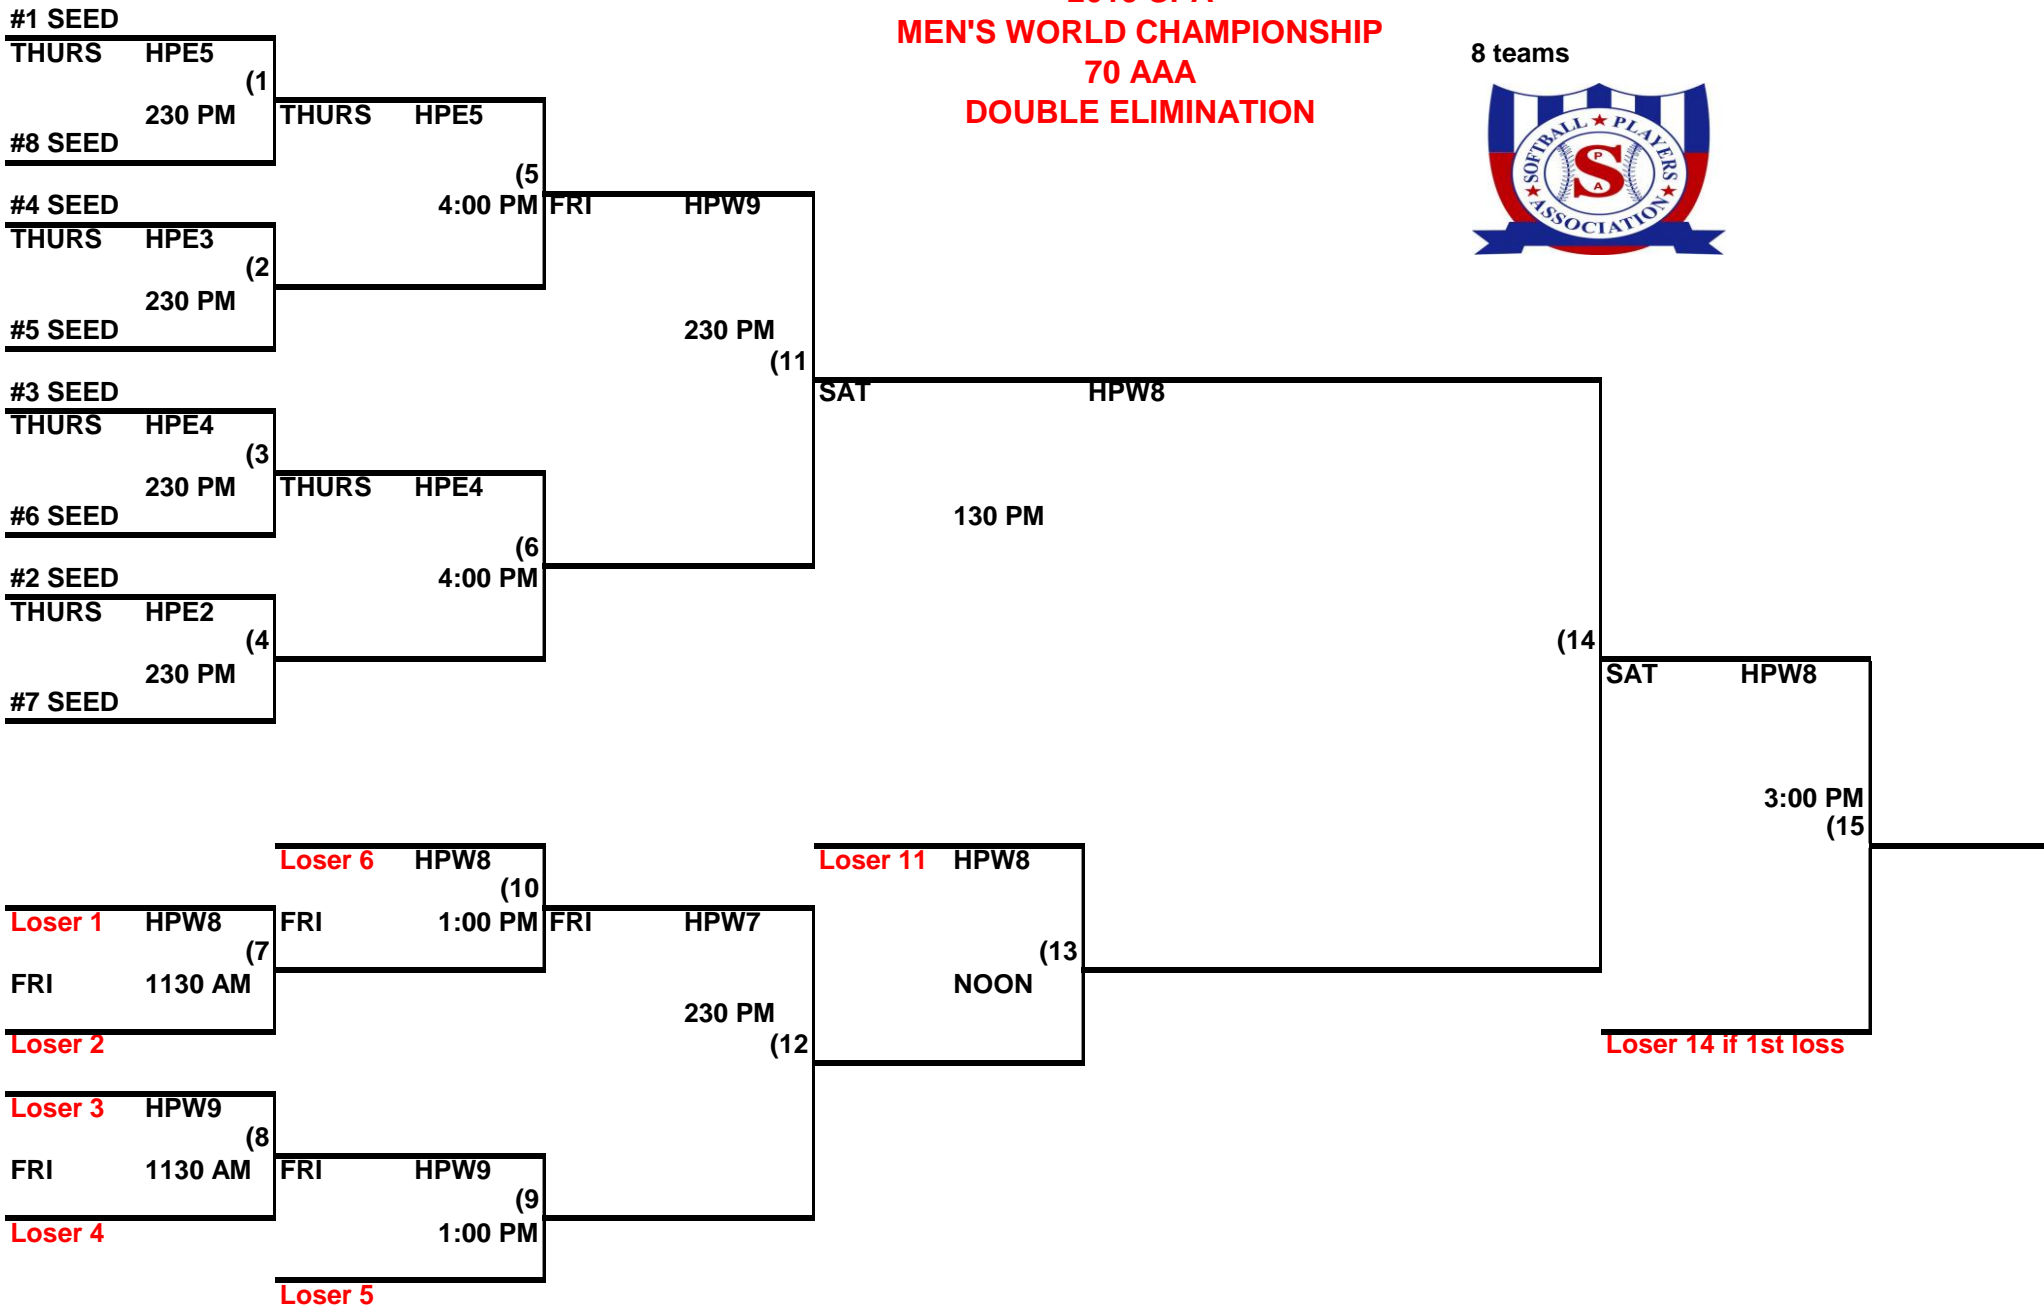 MEN'S WORLD CHAMPIONSHIP
70 AAA
DOUBLE ELIMINATION
8 teams
SOFTBALL ★ PLAYERS ★ ASSOCIATION ★
S
P
A
#1 SEED
THURS HPE5
(1
230 PM
#8 SEED
THURS HPE5
(5
4:00 PM
#4 SEED
THURS HPE3
(2
230 PM
#5 SEED
FRI HPW9
230 PM
(11
#3 SEED
THURS HPE4
(3
230 PM
#6 SEED
THURS HPE4
(6
4:00 PM
#2 SEED
THURS HPE2
(4
230 PM
#7 SEED
SAT HPW8
130 PM
(14
SAT HPW8
3:00 PM
(15
Loser 14 if 1st loss
Loser 6 HPW8
(10
FRI 1:00 PM
Loser 1 HPW8
(7
FRI 1130 AM
Loser 2
FRI HPW7
230 PM
(12
Loser 11 HPW8
(13
NOON
Loser 3 HPW9
(8
FRI 1130 AM
Loser 4
FRI HPW9
(9
1:00 PM
Loser 5